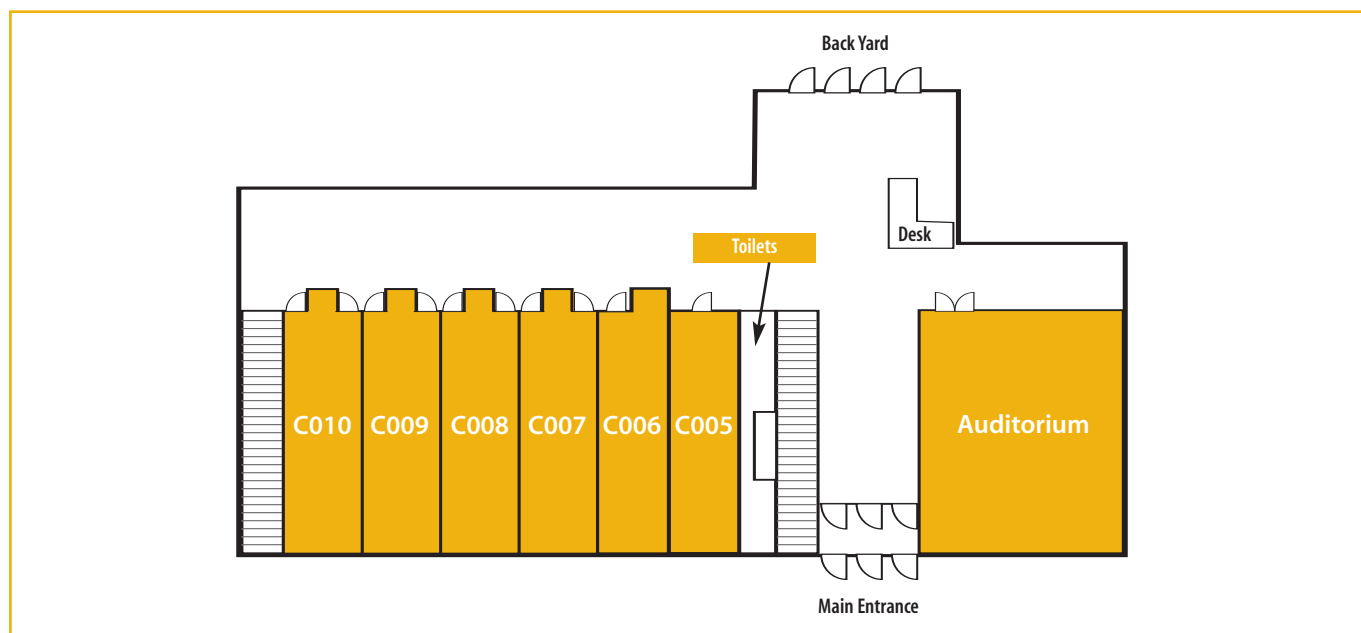 Back Yard
Desk
Toilets
C010
C009
C008
C007
C006
C005
Auditorium
Main Entrance